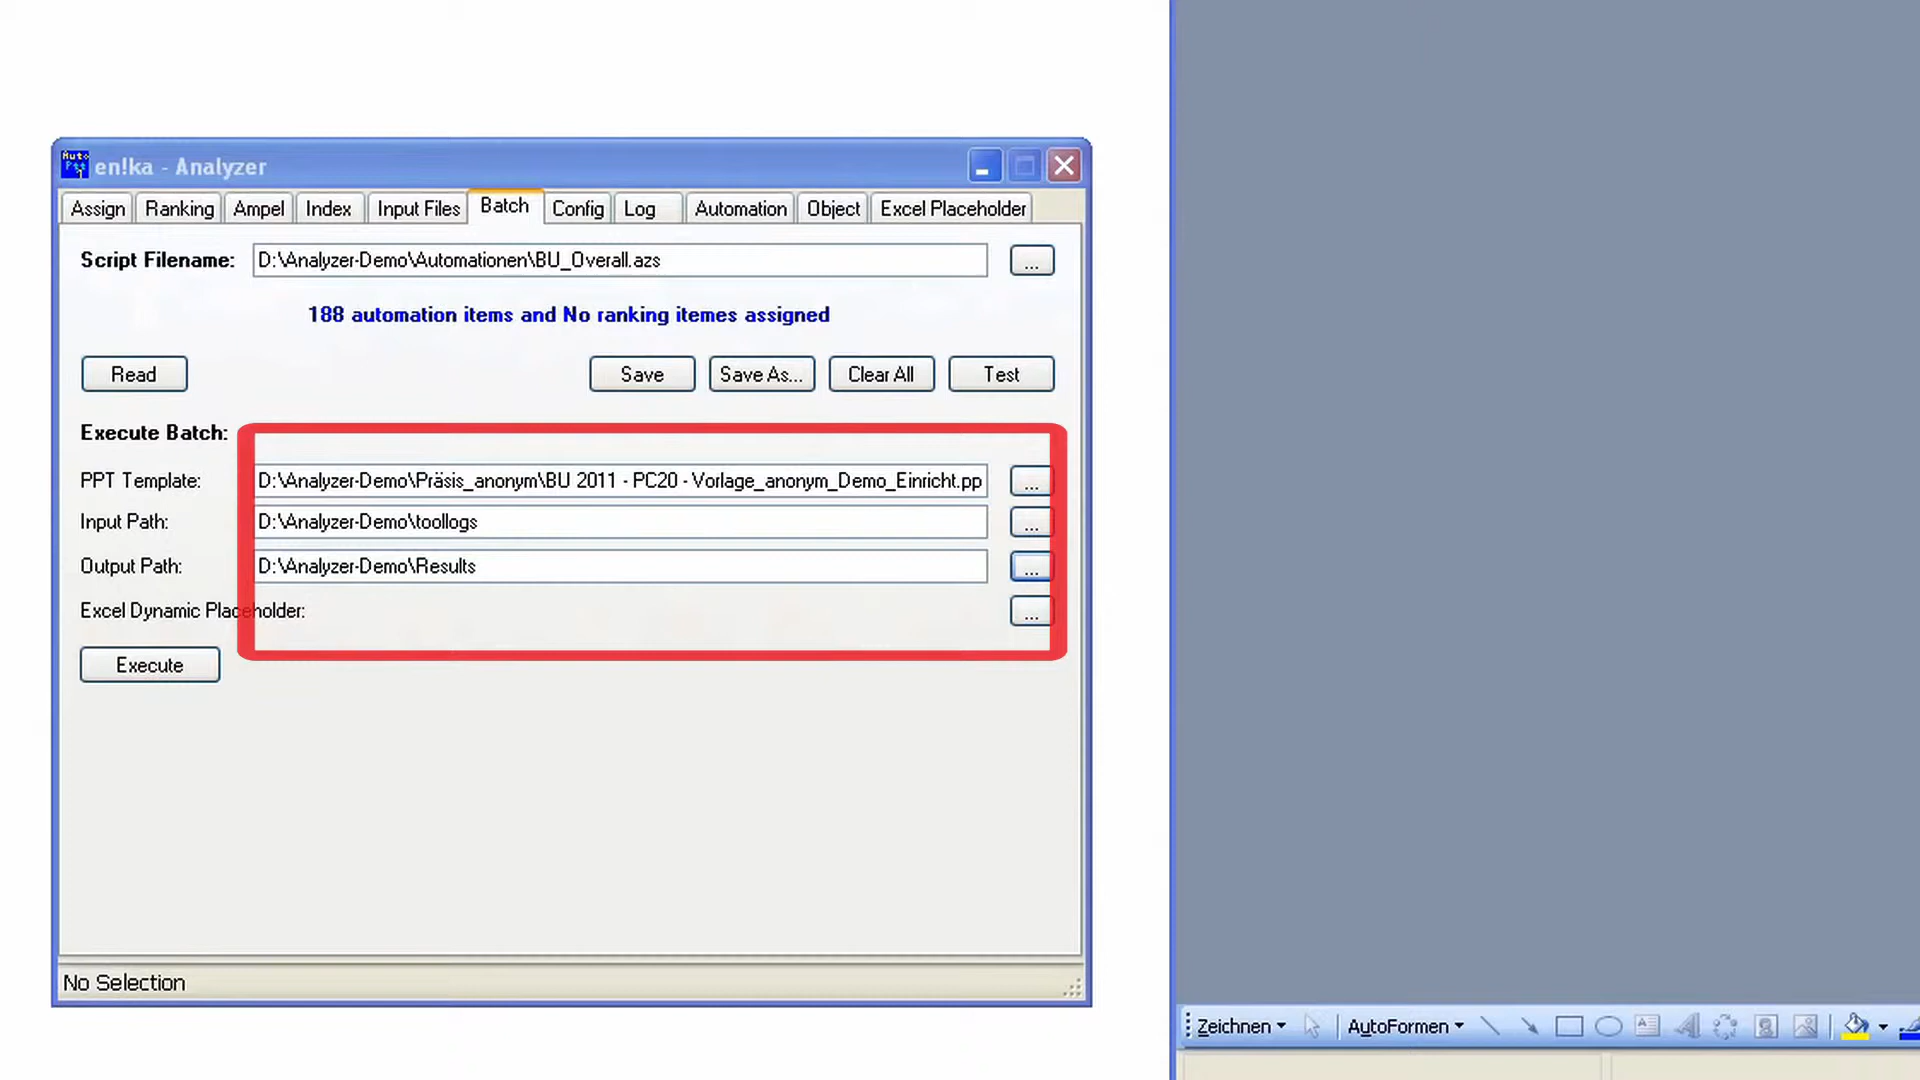 en!ka - Analyzer
Assign Ranking Ampel Index Input Files Batch Config Log Automation Object Excel Placeholder
Script Filename: D:\Analyzer-Demo\Automationen\BU_Overall.azs ...
188 automation items and No ranking itemes assigned
Read Save Save As... Clear All Test
Execute Batch:
PPT Template: D:\Analyzer-Demo\Präsis_anonym\BU 2011 - PC20 - Vorlage_anonym_Demo_Einricht.pp ...
Input Path: D:\Analyzer-Demo\toollogs ...
Output Path: D:\Analyzer-Demo\Results ...
Excel Dynamic Placeholder: ...
Execute
No Selection
Zeichnen AutoFormen